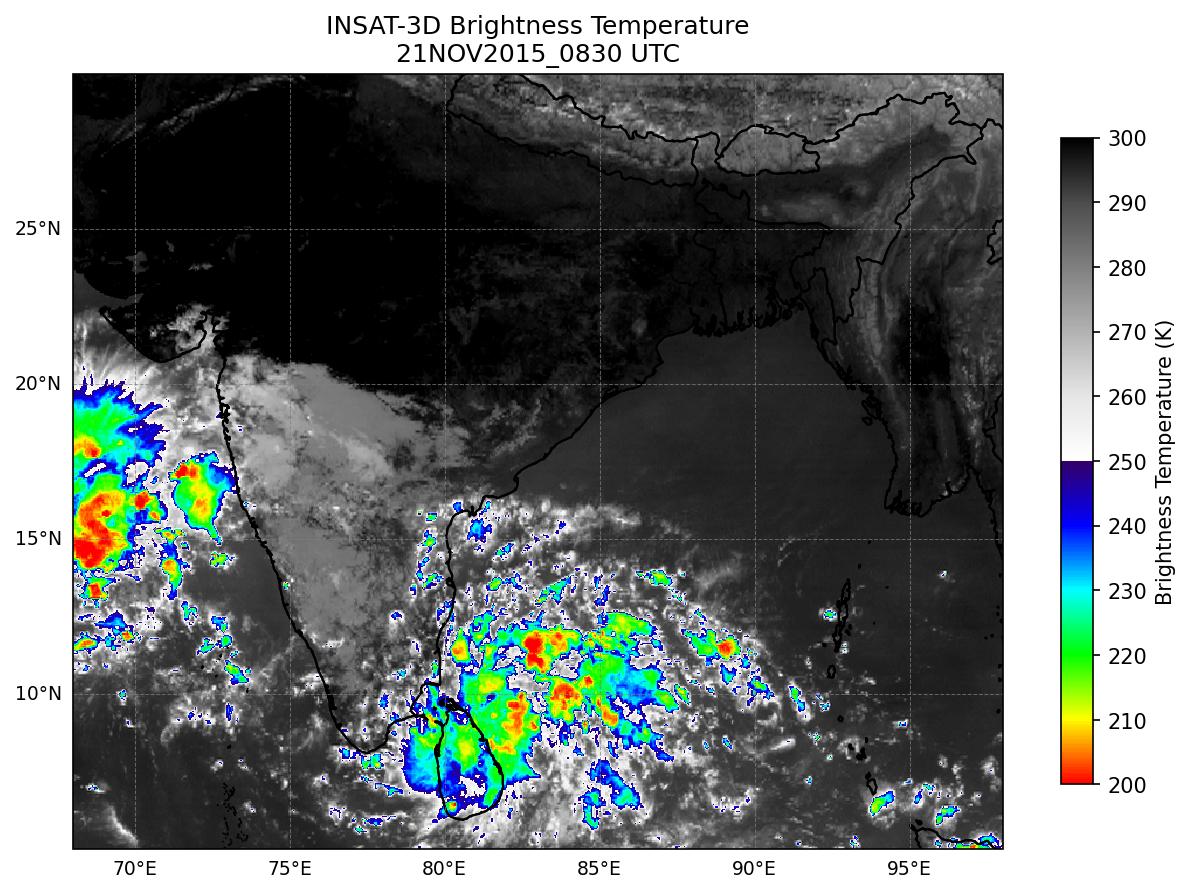 INSAT-3D Brightness Temperature
21NOV2015_0830 UTC
25°N
20°N
15°N
10°N
70°E
75°E
80°E
85°E
90°E
95°E
300
290
280
270
260
250
240
230
220
210
200
Brightness Temperature (K)